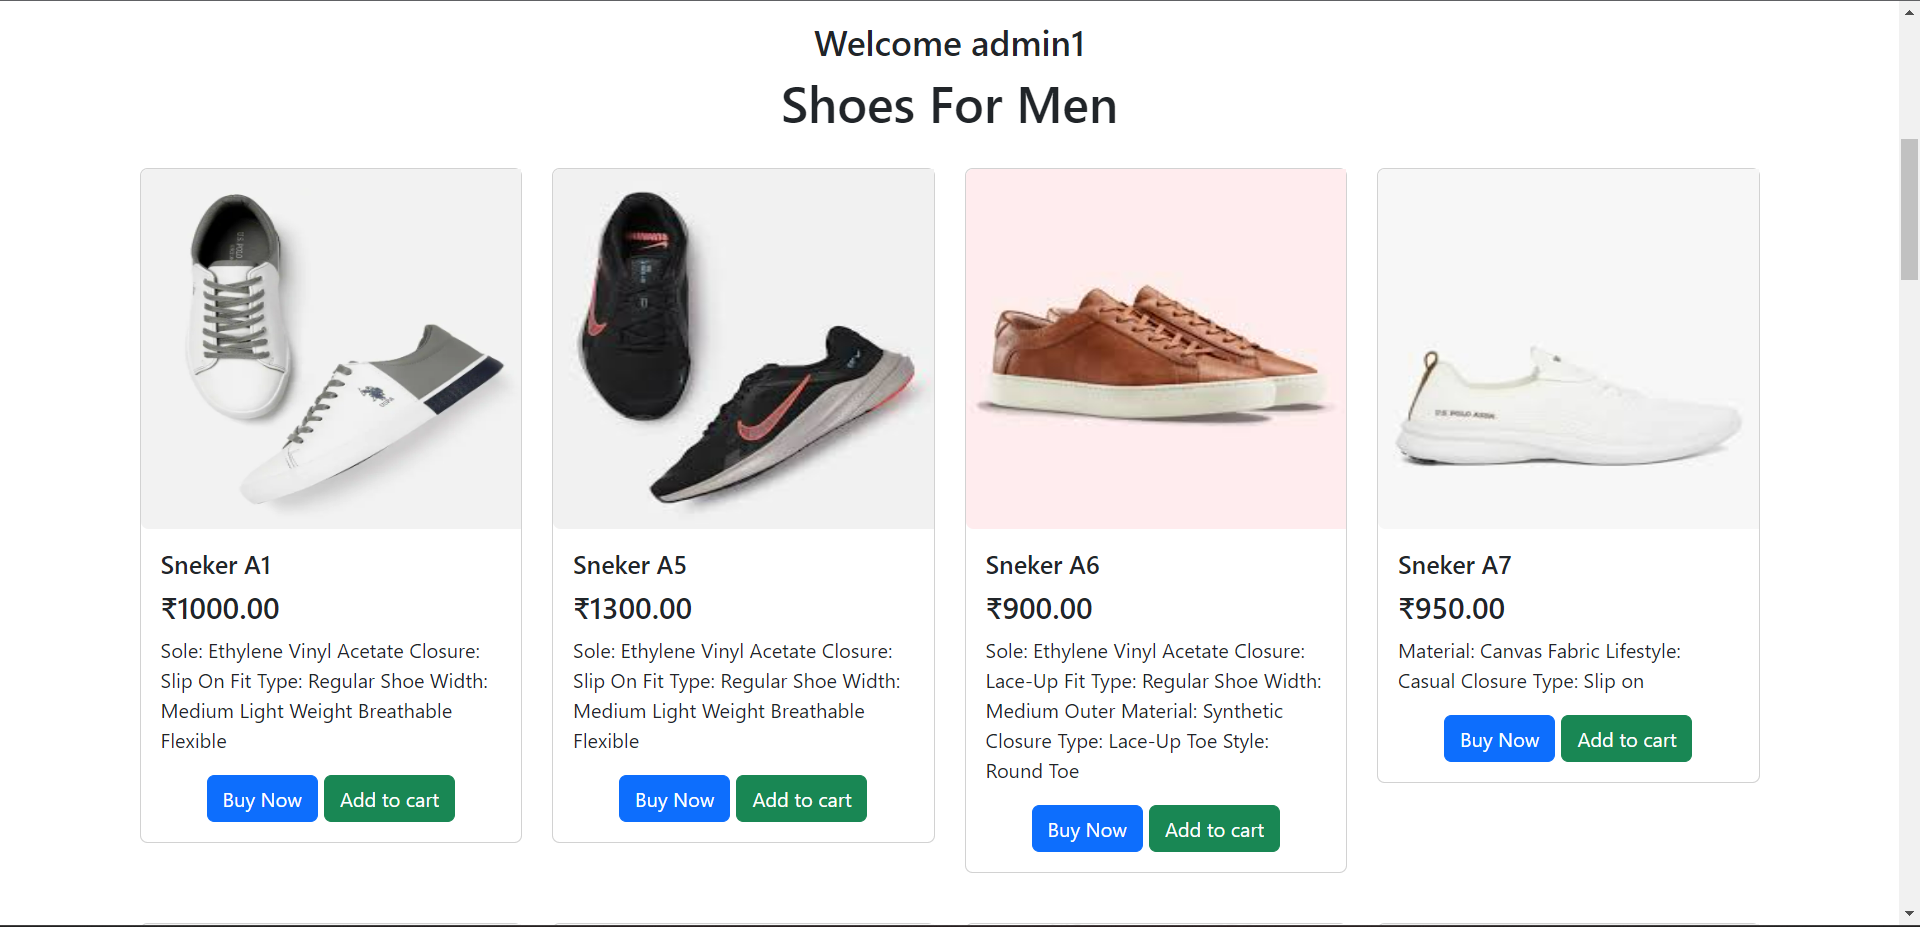 Welcome admin1
Shoes For Men
U.S. POLO ASSN.
Sneker A1
₹1000.00
Sole: Ethylene Vinyl Acetate Closure:
Slip On Fit Type: Regular Shoe Width:
Medium Light Weight Breathable
Flexible
Buy Now
Add to cart
Sneker A5
₹1300.00
Sole: Ethylene Vinyl Acetate Closure:
Slip On Fit Type: Regular Shoe Width:
Medium Light Weight Breathable
Flexible
Buy Now
Add to cart
Sneker A6
₹900.00
Sole: Ethylene Vinyl Acetate Closure:
Lace-Up Fit Type: Regular Shoe Width:
Medium Outer Material: Synthetic
Closure Type: Lace-Up Toe Style:
Round Toe
Buy Now
Add to cart
Sneker A7
₹950.00
Material: Canvas Fabric Lifestyle:
Casual Closure Type: Slip on
Buy Now
Add to cart